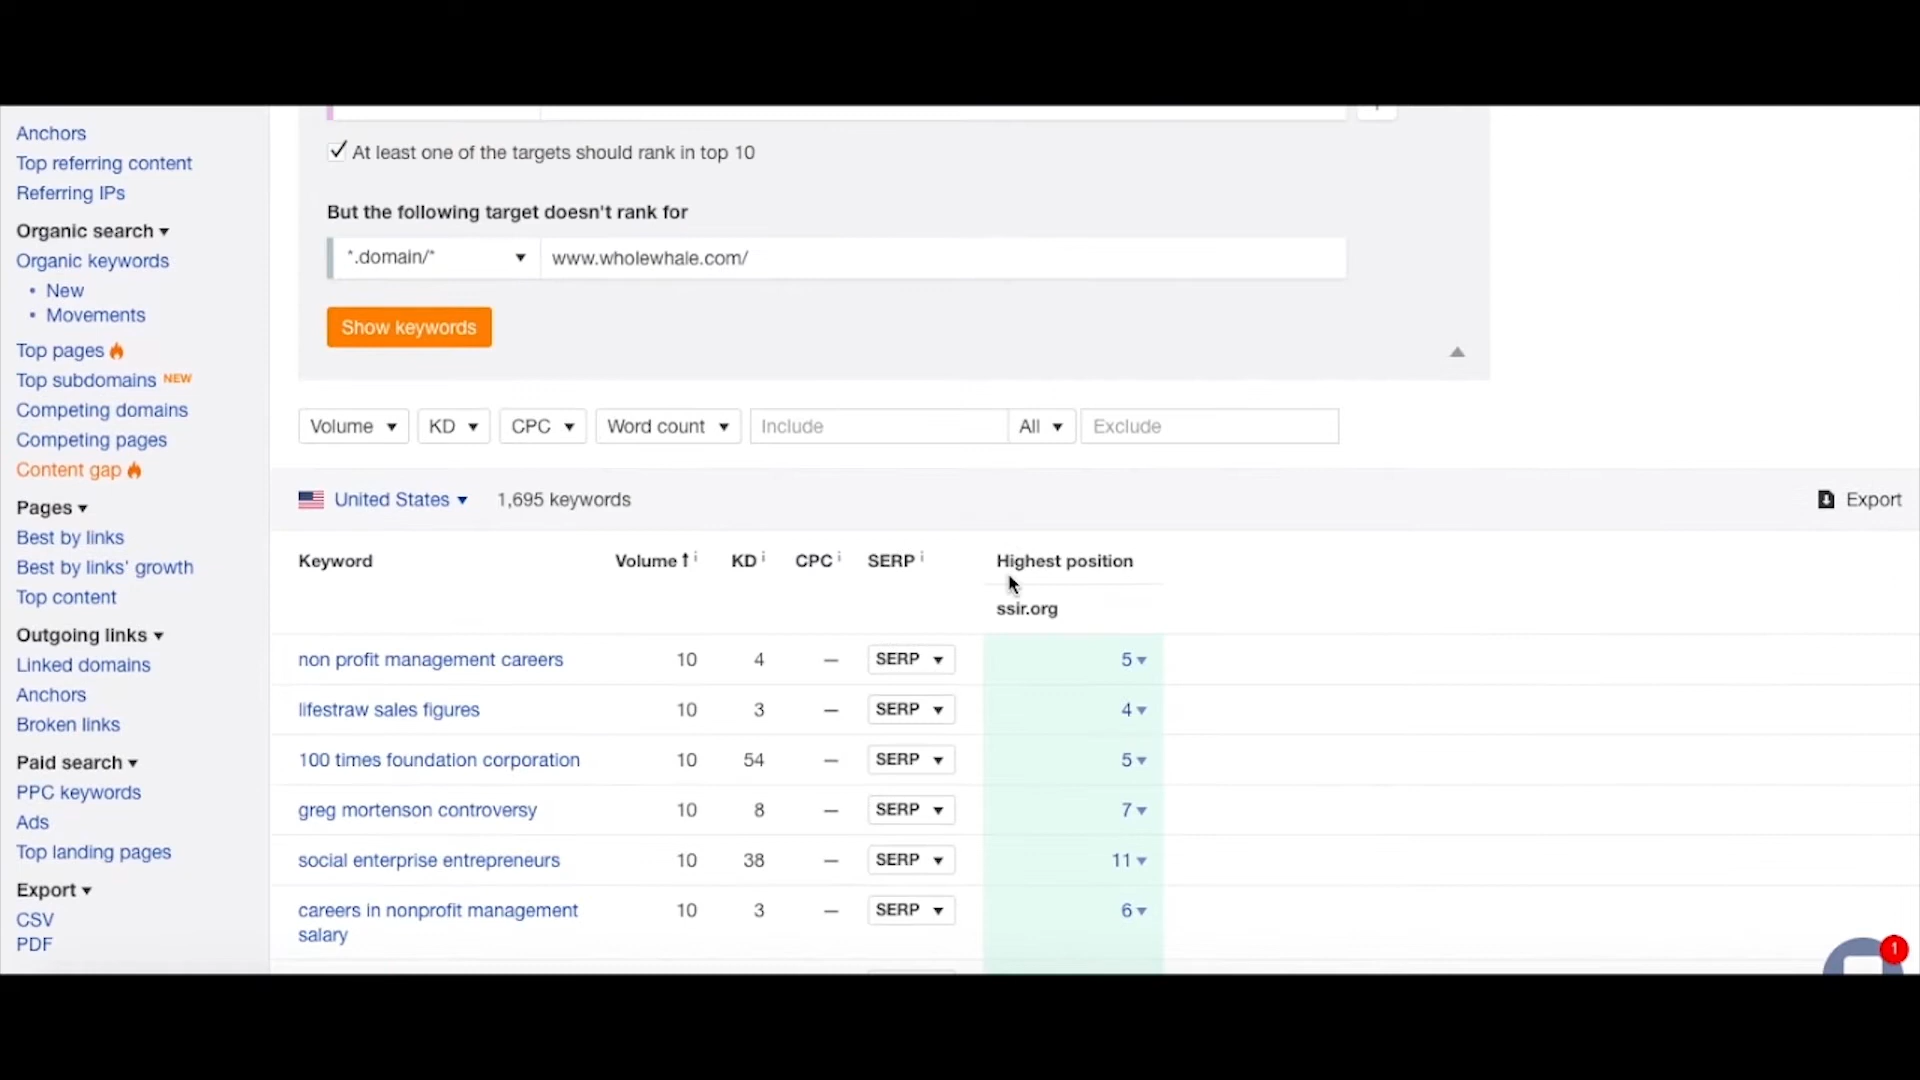 Anchors
Top referring content
Referring IPs
Organic search
Organic keywords
• New
• Movements
Top pages
Top subdomains NEW
Competing domains
Competing pages
Content gap
Pages
Best by links
Best by links' growth
Top content
Outgoing links
Linked domains
Anchors
Broken links
Paid search
PPC keywords
Ads
Top landing pages
Export
CSV
PDF
At least one of the targets should rank in top 10
But the following target doesn't rank for
*.domain/* www.wholewhale.com/
Show keywords
Volume KD CPC Word count Include All Exclude
United States 1,695 keywords Export
Keyword Volume KD CPC SERP Highest position
ssir.org
non profit management careers 10 4 — SERP 5
lifestraw sales figures 10 3 — SERP 4
100 times foundation corporation 10 54 — SERP 5
greg mortenson controversy 10 8 — SERP 7
social enterprise entrepreneurs 10 38 — SERP 11
careers in nonprofit management 10 3 — SERP 6
salary
1